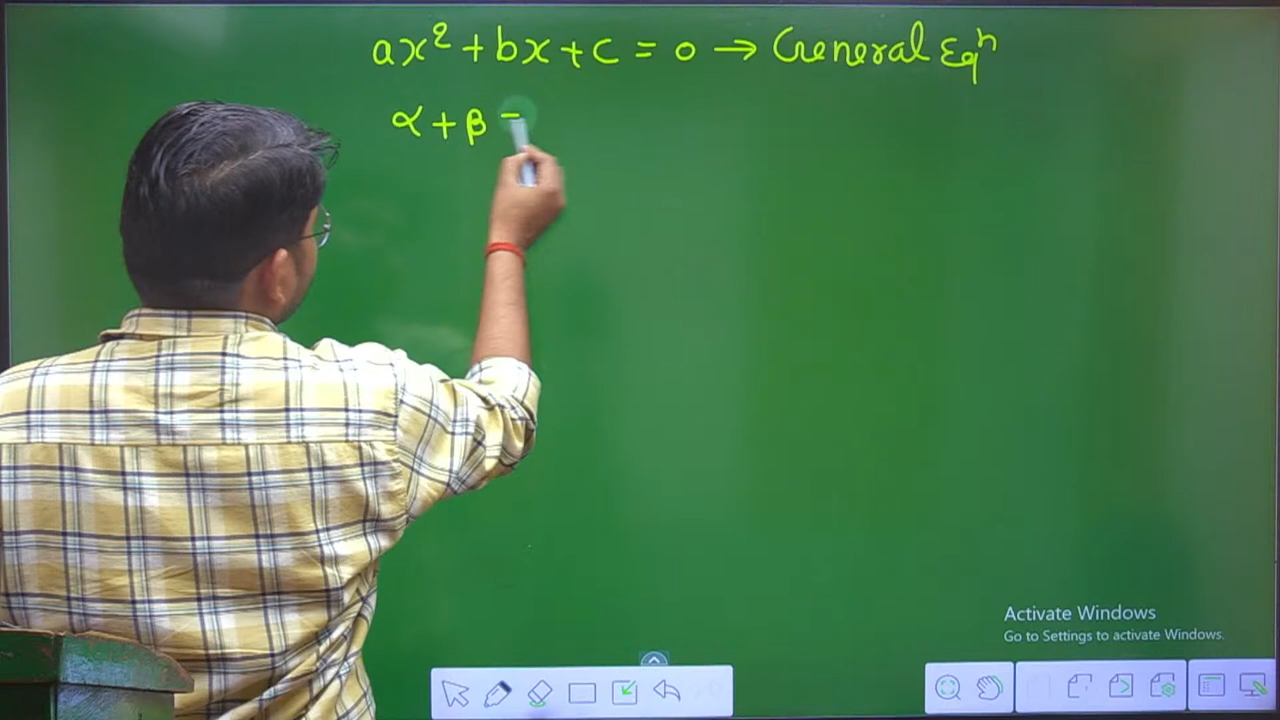 ax² + bx + c = 0 → General Eqⁿ
α + β =
Activate Windows
Go to Settings to activate Windows.